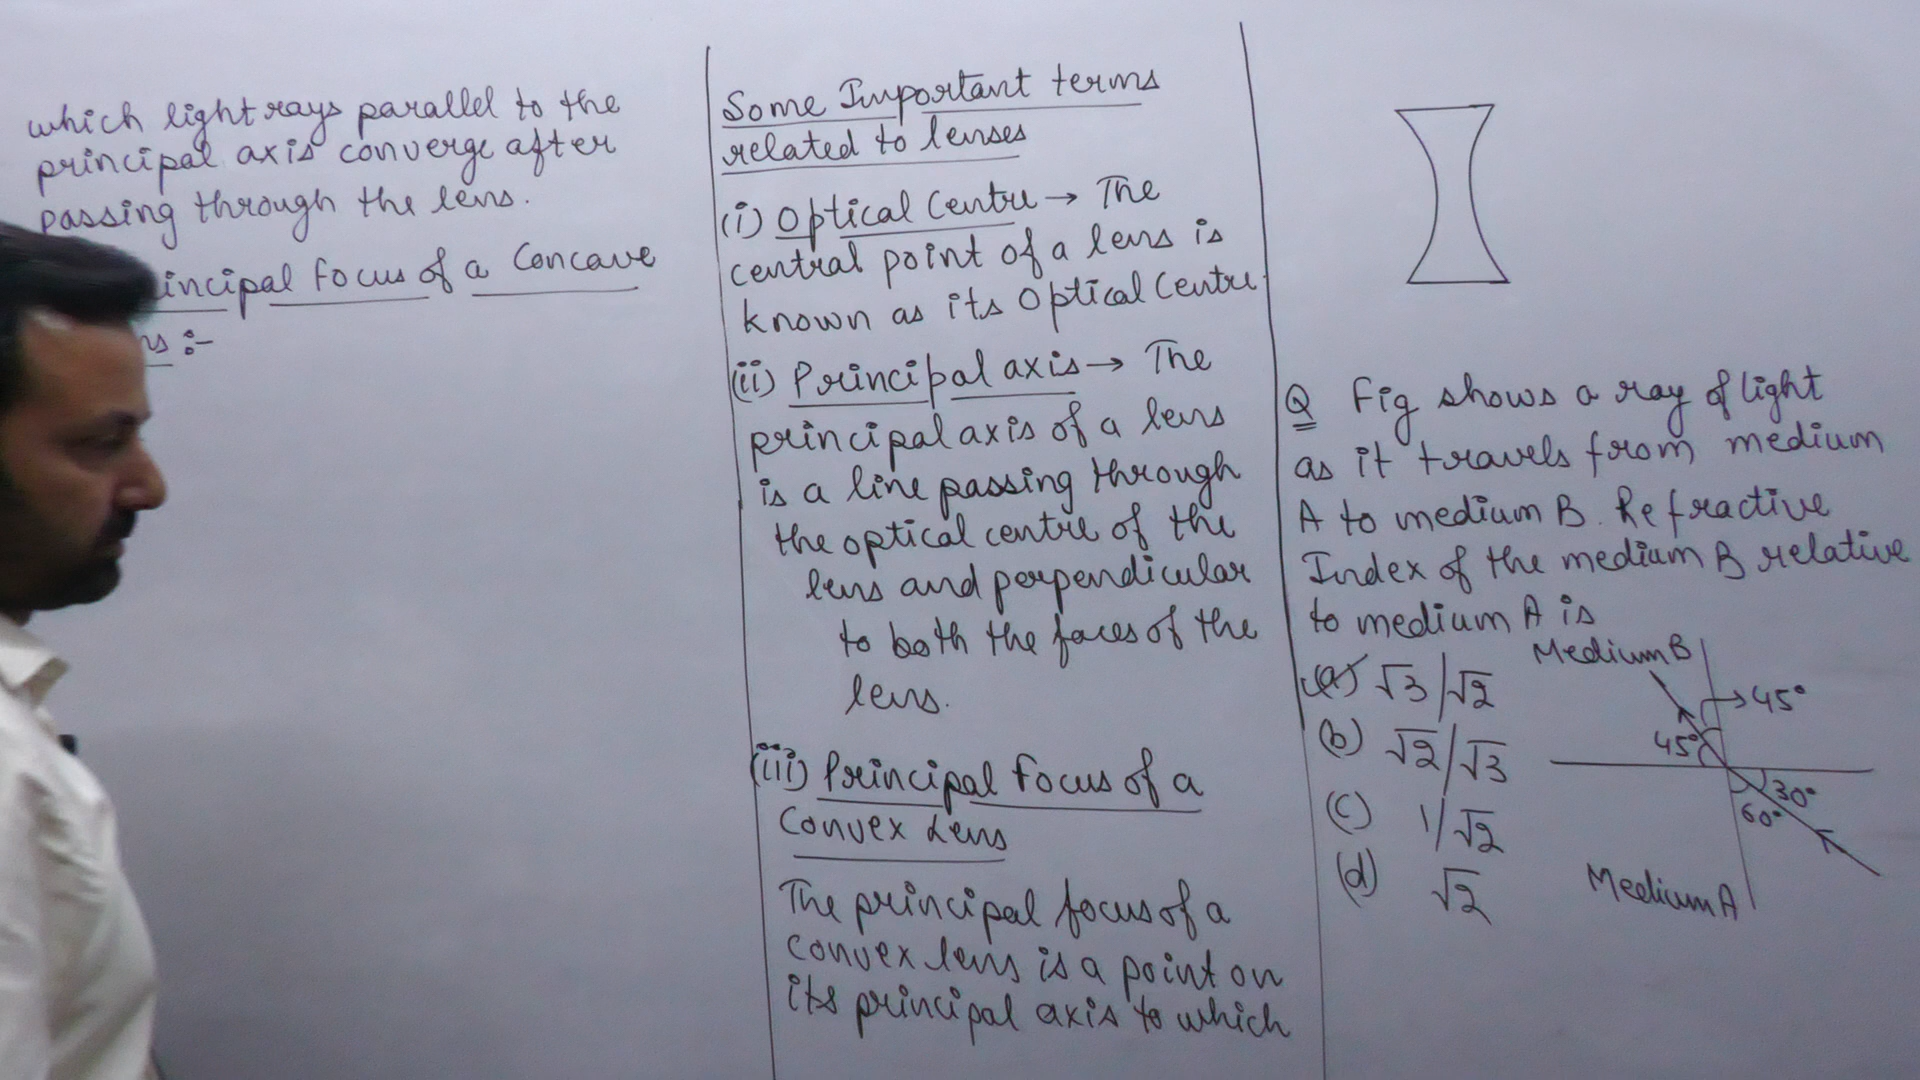 which light rays parallel to the
principal axis converge after
passing through the lens.
incipal focus of a Concave
ns :-
Some Important terms
related to lenses
(i) Optical Centre → The
central point of a lens is
known as its Optical Centre.
(ii) Principal axis → The
principal axis of a lens
is a line passing through
the optical centre of the
lens and perpendicular
to both the faces of the
lens.
(iii) Principal focus of a
Convex Lens
The principal focus of a
convex lens is a point on
its principal axis to which
Q Fig shows a ray of light
as it travels from medium
A to medium B. Refractive
Index of the medium B relative
to medium A is
(a) √3/√2
(b) √2/√3
(c) 1/√2
(d) √2
Medium B
45°
45°
30°
60°
Medium A